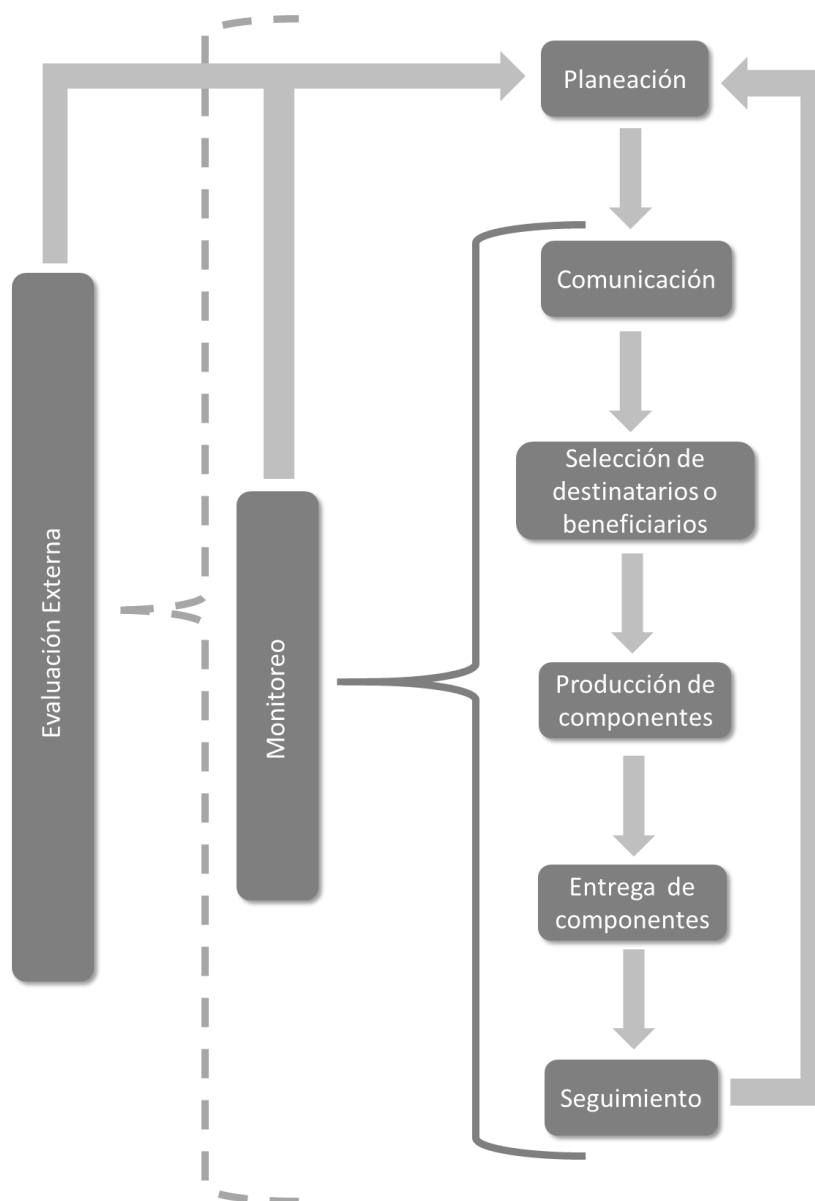 Planeación
Comunicación
Selección de
destinatarios o
beneficiarios
Producción de
componentes
Entrega de
componentes
Seguimiento
Monitoreo
Evaluación Externa